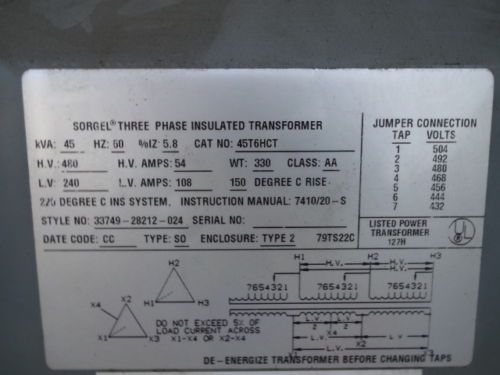 SORGEL® THREE PHASE INSULATED TRANSFORMER
kVA: 45 HZ: 60 %IZ: 5.8 CAT NO: 45T6HCT
H.V.: 480 H.V. AMPS: 54 WT: 330 CLASS: AA
L.V: 240 L.V. AMPS: 108 150 DEGREE C RISE
220 DEGREE C INS SYSTEM, INSTRUCTION MANUAL: 7410/20-S
STYLE NO: 33749-28212-024 SERIAL NO:
DATE CODE: CC TYPE: SO ENCLOSURE: TYPE 2 79TS22C
JUMPER CONNECTION
TAP VOLTS
1 504
2 492
3 480
4 468
5 456
6 444
7 432
LISTED POWER
TRANSFORMER
127H
UL
H2
H1 H3
X4 X2
X1 X3
DO NOT EXCEED 5% OF
LOAD CURRENT ACROSS
X1-X4 OR X2-X4
H1 H2 H3
H.V. H.V.
H.V.
7654321 7654321 7654321
L.V. L.V.
2 2
X4
L.V. X2 L.V.
X1 L.V. X3
DE-ENERGIZE TRANSFORMER BEFORE CHANGING TAPS